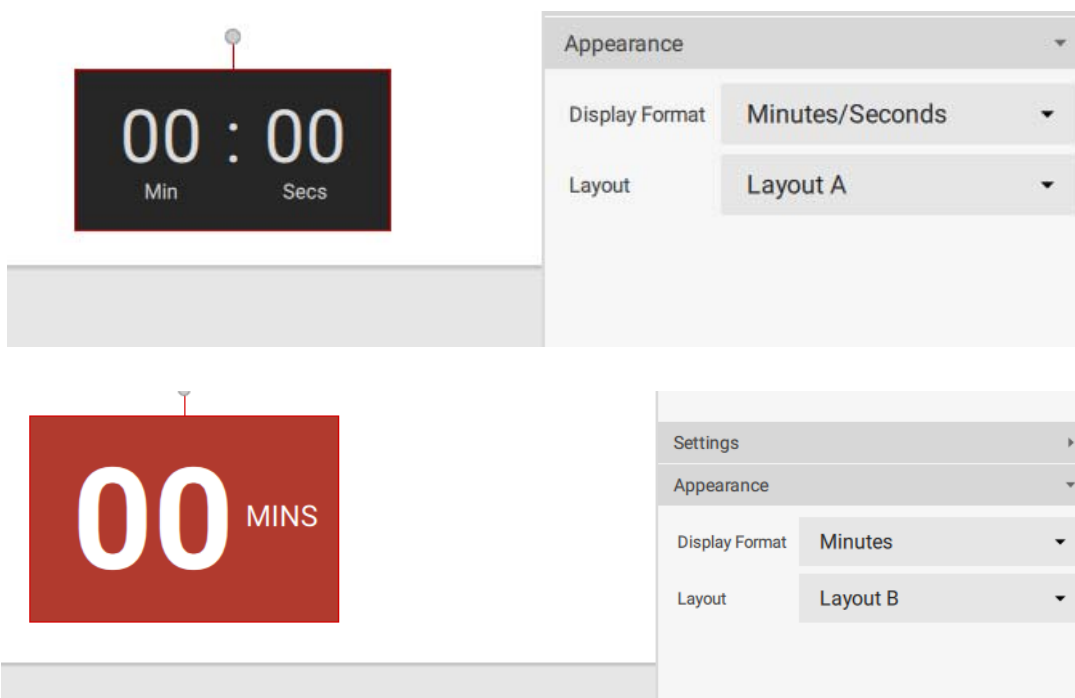 Appearance
00 : 00
Min Secs
Display Format Minutes/Seconds
Layout Layout A
00 MINS
Settings
Appearance
Display Format Minutes
Layout Layout B